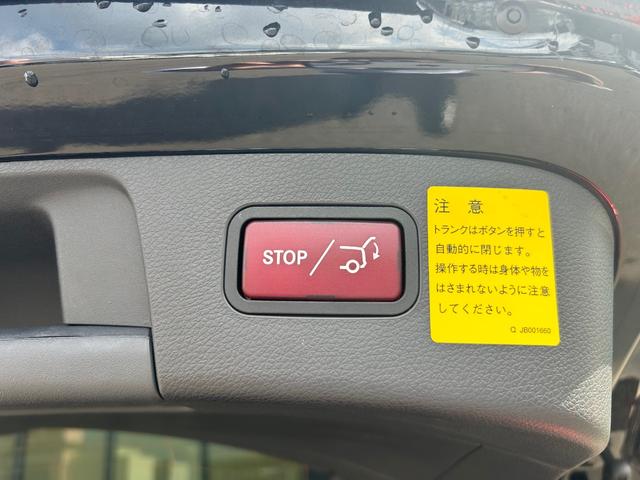 STOP/
注 意
トランクはボタンを押すと
自動的に閉じます。
操作する時は身体や物を
はさまれないように注意
してください。
Q JB001660